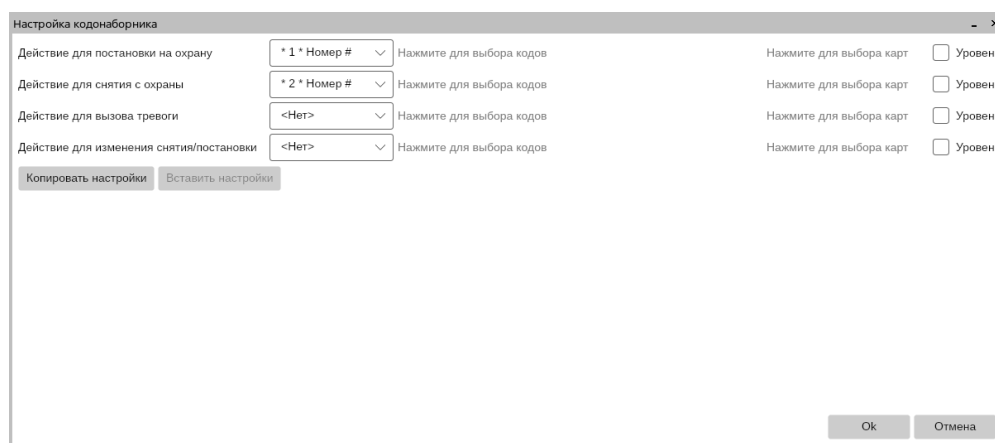 Настройка кодонаборника
Действие для постановки на охрану * 1 * Номер # Нажмите для выбора кодов Нажмите для выбора карт Уровен
Действие для снятия с охраны * 2 * Номер # Нажмите для выбора кодов Нажмите для выбора карт Уровен
Действие для вызова тревоги <Нет> Нажмите для выбора кодов Нажмите для выбора карт Уровен
Действие для изменения снятия/постановки <Нет> Нажмите для выбора кодов Нажмите для выбора карт Уровен
Копировать настройки Вставить настройки
Ok Отмена